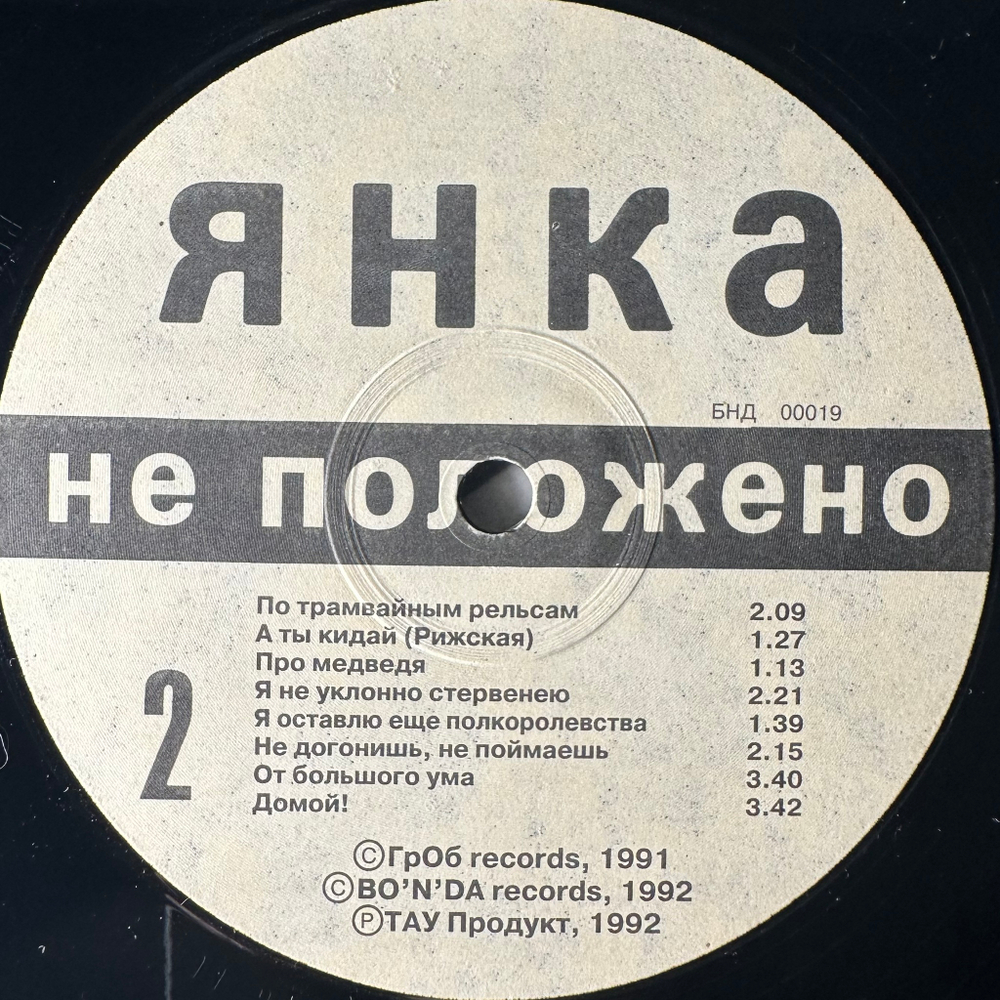 янка
БНД 00019
не положено
По трамвайным рельсам 2.09
А ты кидай (Рижская) 1.27
Про медведя 1.13
Я не уклонно стервенею 2.21
Я оставлю еще полкоролевства 1.39
Не догонишь, не поймаешь 2.15
От большого ума 3.40
Домой! 3.42
2
©ГрОб records, 1991
©BO'N'DA records, 1992
℗ТАУ Продукт, 1992